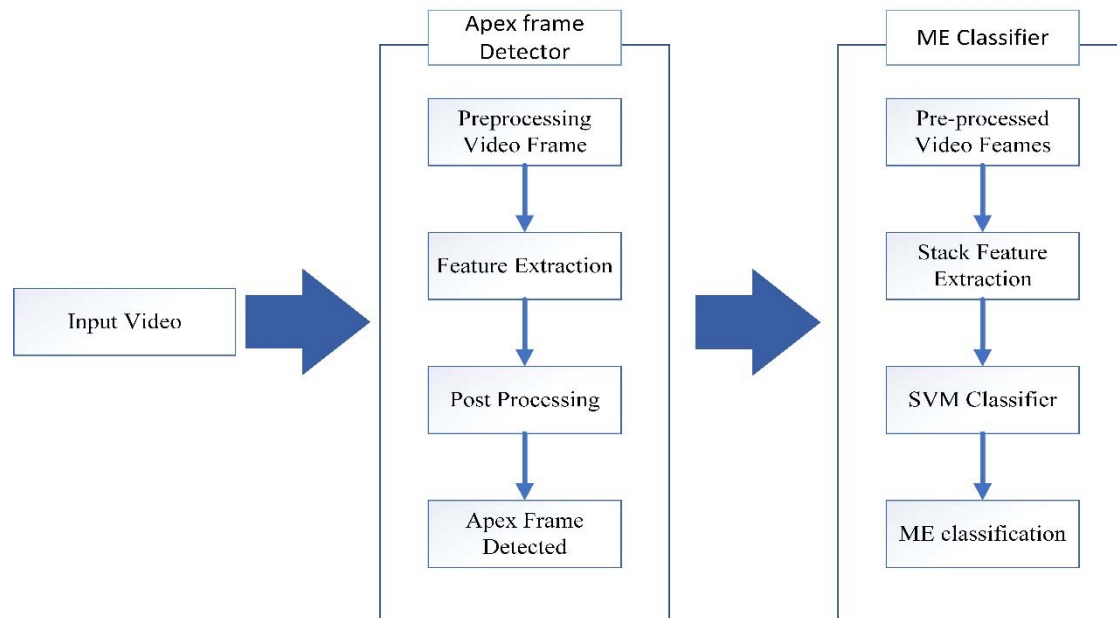 Input Video
Apex frame
Detector
Preprocessing
Video Frame
Feature Extraction
Post Processing
Apex Frame
Detected
ME Classifier
Pre-processed
Video Feames
Stack Feature
Extraction
SVM Classifier
ME classification